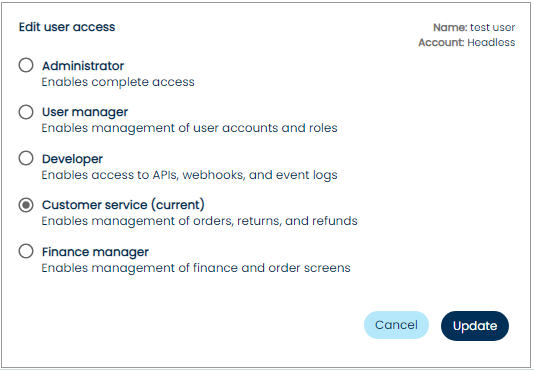 Edit user access
Name: test user
Account: Headless
Administrator
Enables complete access
User manager
Enables management of user accounts and roles
Developer
Enables access to APIs, webhooks, and event logs
Customer service (current)
Enables management of orders, returns, and refunds
Finance manager
Enables management of finance and order screens
Cancel
Update